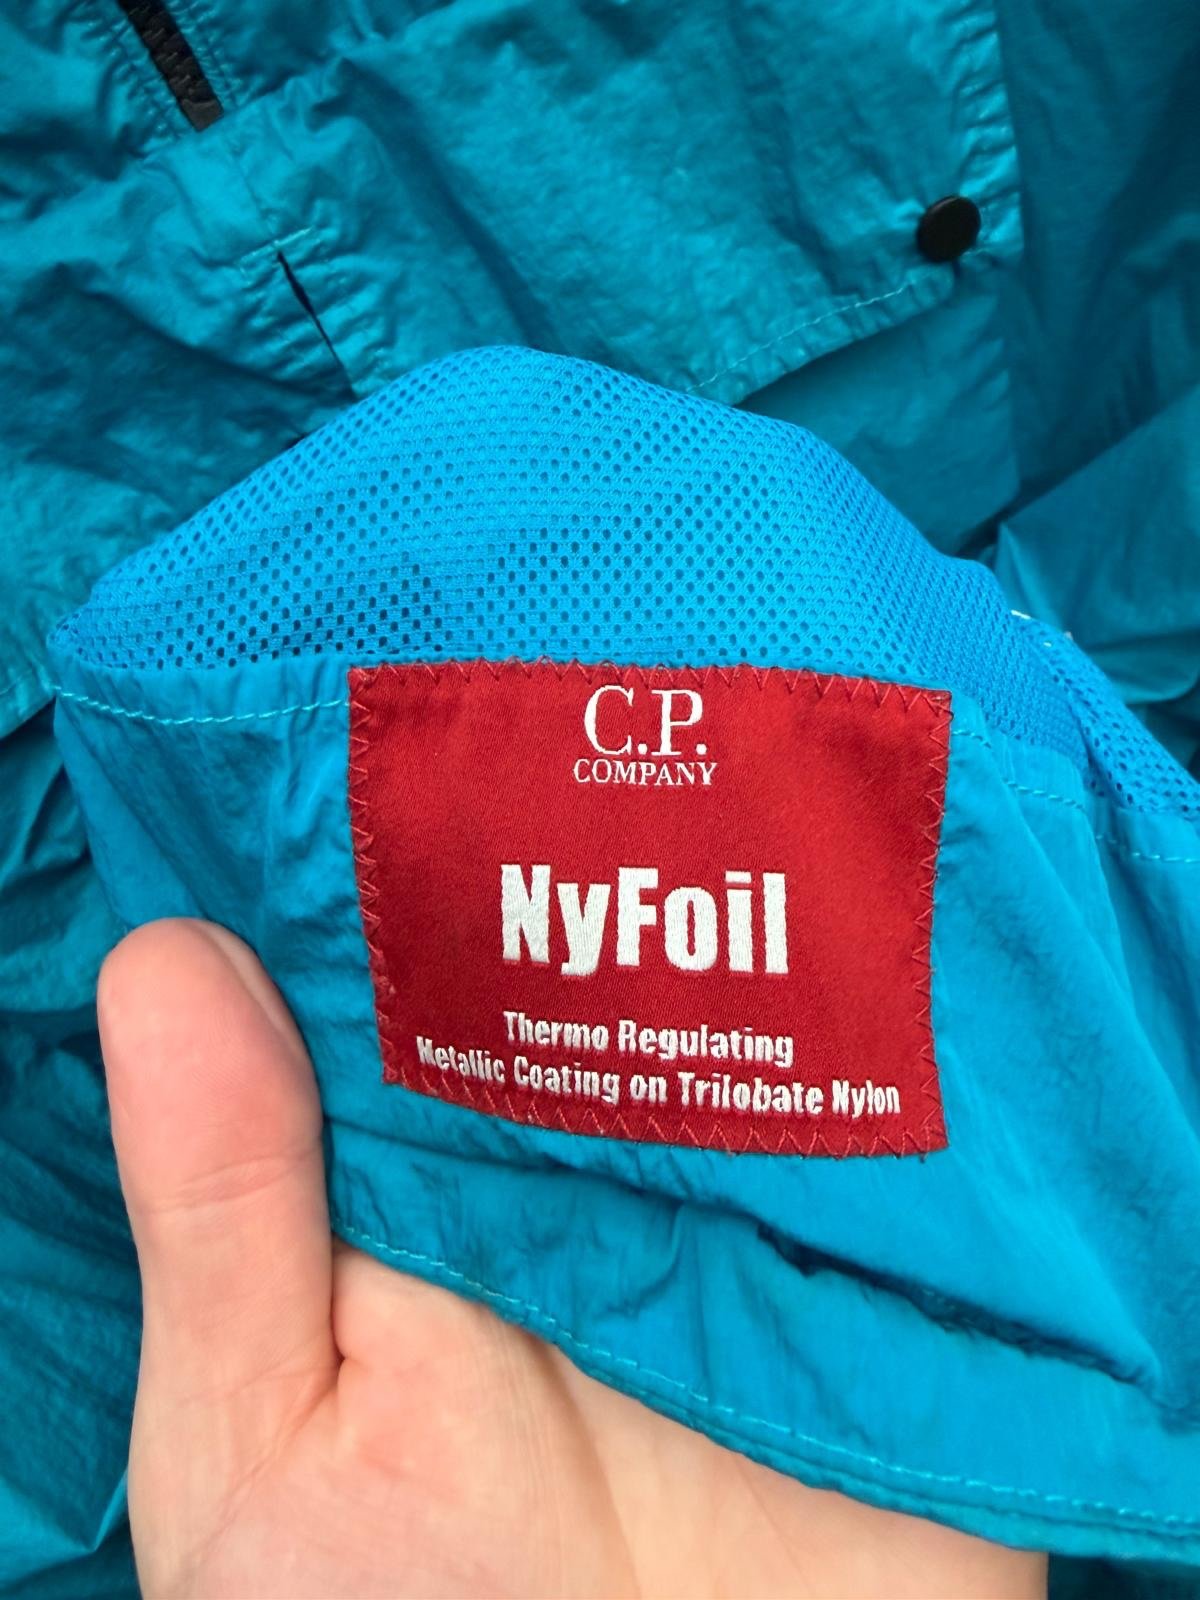 C.P.
COMPANY
NyFoil
Thermo Regulating
Metallic Coating on Trilobate Nylon